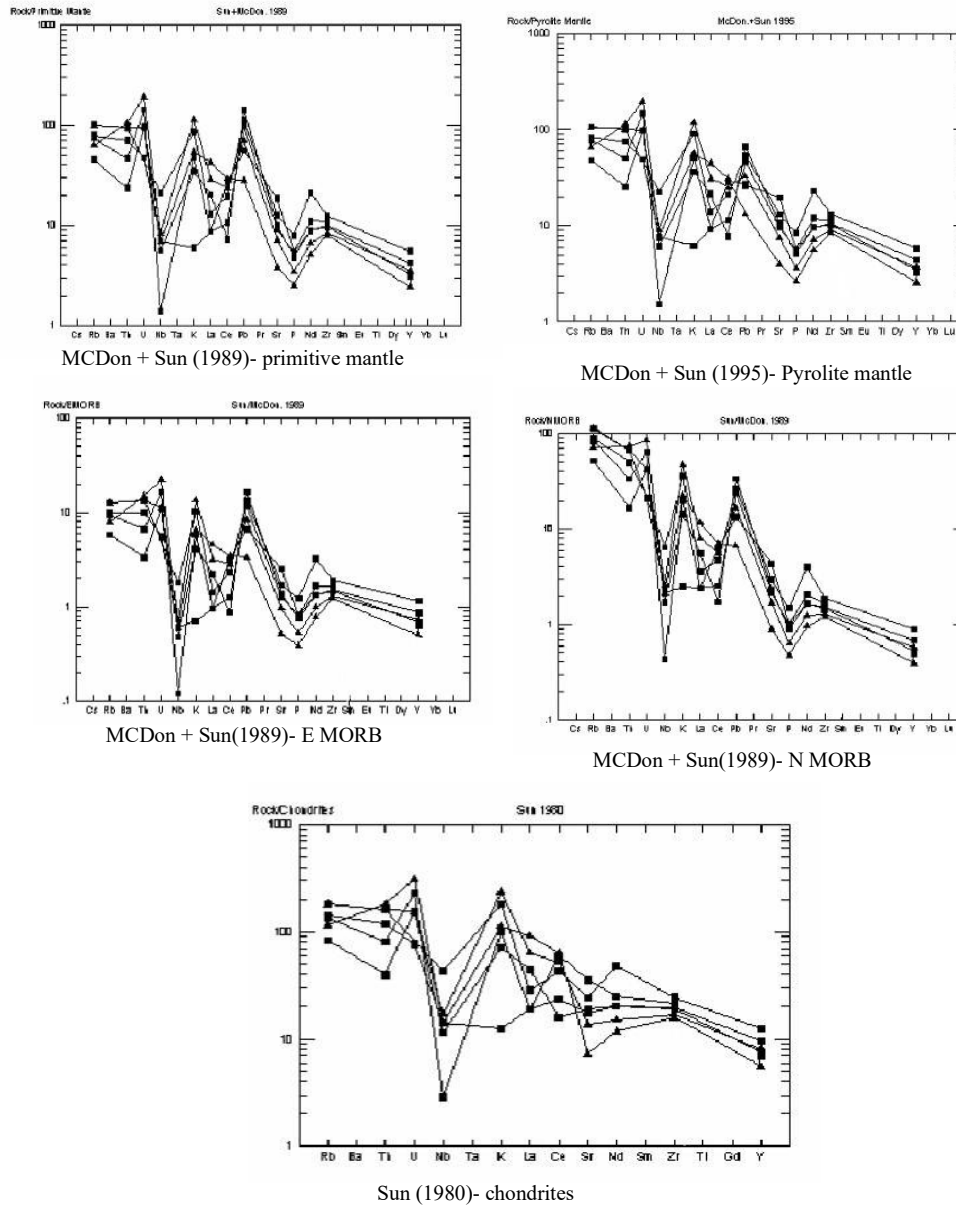 Rock/Primitive Mantle Sun+McDon. 1989
1000
100
10
1
Cs Rb Ba Th U Nb Ta K La Ce Pb Pr Sr P Nd Zr Sm Eu Ti Dy Y Yb Lu
MCDon + Sun (1989)- primitive mantle
Rock/Pyrolite Mantle McDon.+Sun 1995
1000
100
10
1
Cs Rb Ba Th U Nb Ta K La Ce Pb Pr Sr P Nd Zr Sm Eu Ti Dy Y Yb Lu
MCDon + Sun (1995)- Pyrolite mantle
Rock/EMORB Sun/McDon. 1989
100
10
1
.1
Cs Rb Ba Th U Nb Ta K La Ce Pb Pr Sr P Nd Zr Sm Eu Ti Dy Y Yb Lu
MCDon + Sun(1989)- E MORB
Rock/NMORB Sun/McDon. 1989
100
10
1
.1
Cs Rb Ba Th U Nb Ta K La Ce Pb Pr Sr P Nd Zr Sm Eu Ti Dy Y Yb Lu
MCDon + Sun(1989)- N MORB
Rock/Chondrites Sun 1980
1000
100
10
1
Rb Ba Th U Nb Ta K La Ce Sr Nd Sm Zr Ti Gd Y
Sun (1980)- chondrites